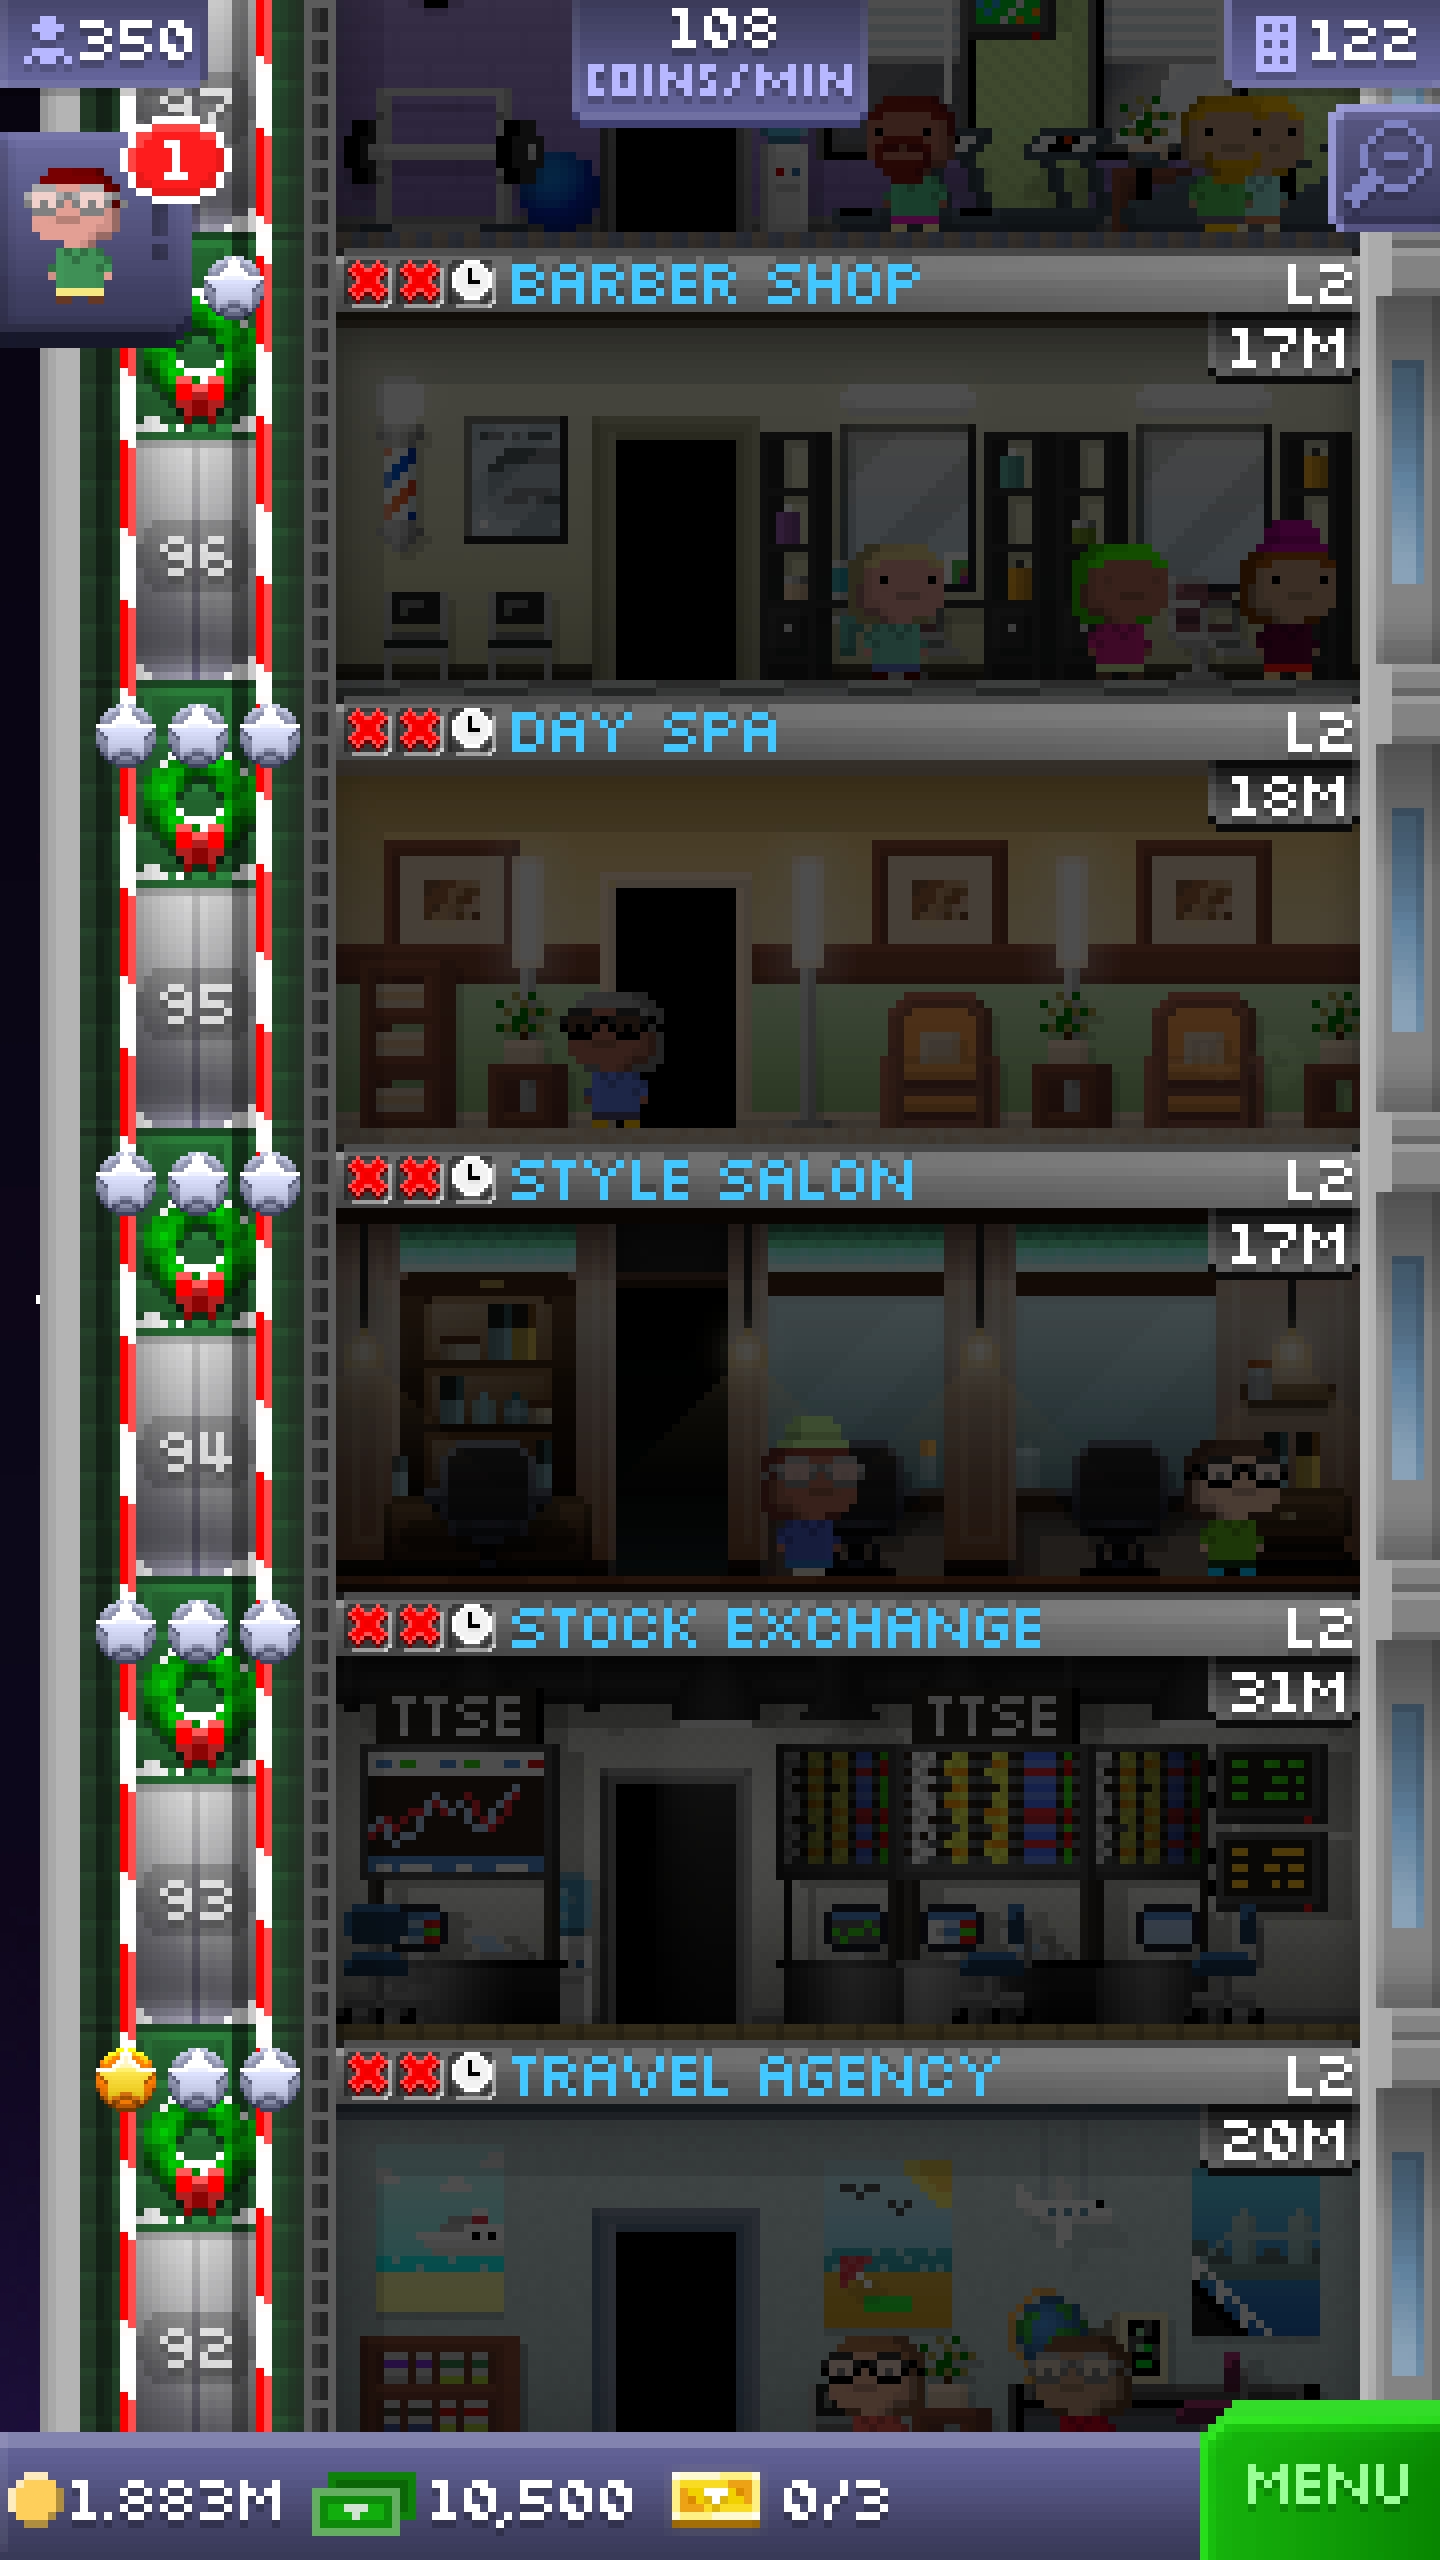 350
108
COINS/MIN
122
97
1
BARBER SHOP
L2
17M
96
DAY SPA
L2
18M
95
STYLE SALON
L2
17M
94
STOCK EXCHANGE
L2
31M
TTSE
TTSE
93
TRAVEL AGENCY
L2
20M
92
1.883M
10,500
0/3
MENU